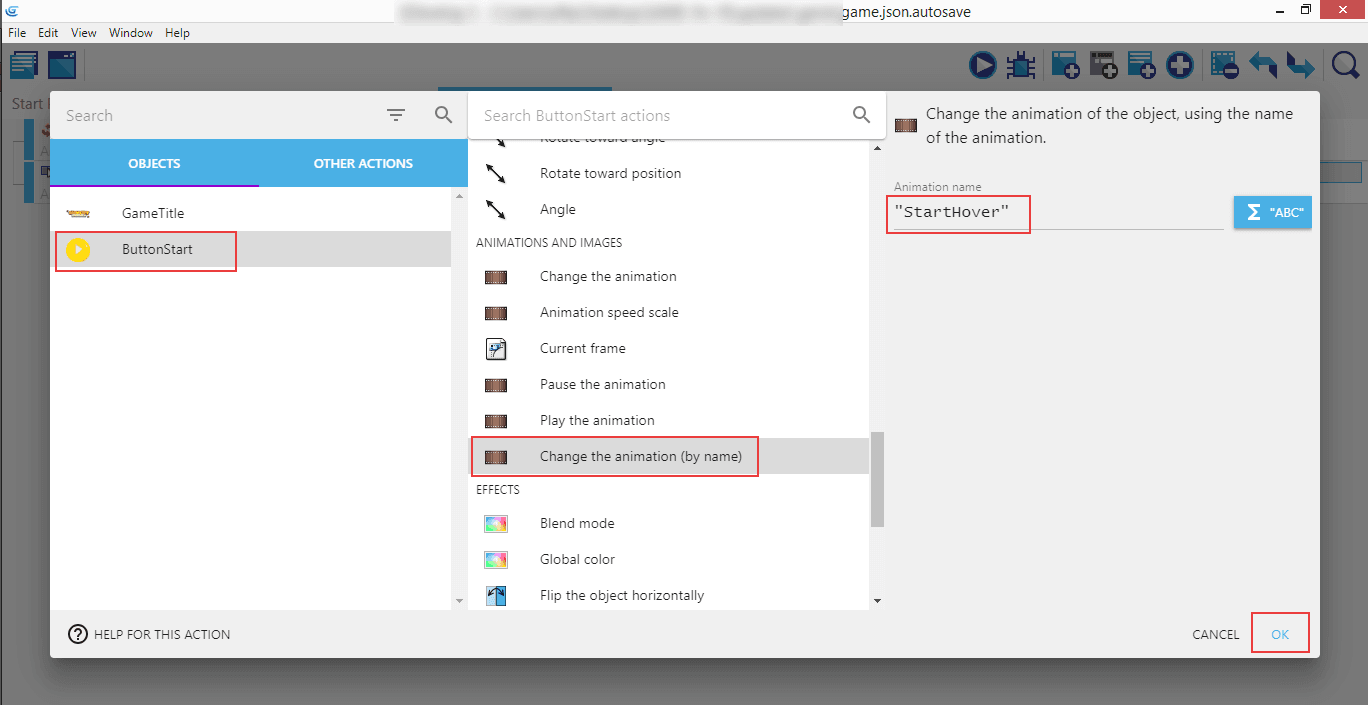 game.json.autosave
File Edit View Window Help
Start
Search
Search ButtonStart actions
Change the animation of the object, using the name
of the animation.
OBJECTS
OTHER ACTIONS
GameTitle
ButtonStart
Rotate toward angle
Rotate toward position
Angle
ANIMATIONS AND IMAGES
Change the animation
Animation speed scale
Current frame
Pause the animation
Play the animation
Change the animation (by name)
EFFECTS
Blend mode
Global color
Flip the object horizontally
Animation name
"StartHover"
Σ "ABC"
? HELP FOR THIS ACTION
CANCEL
OK